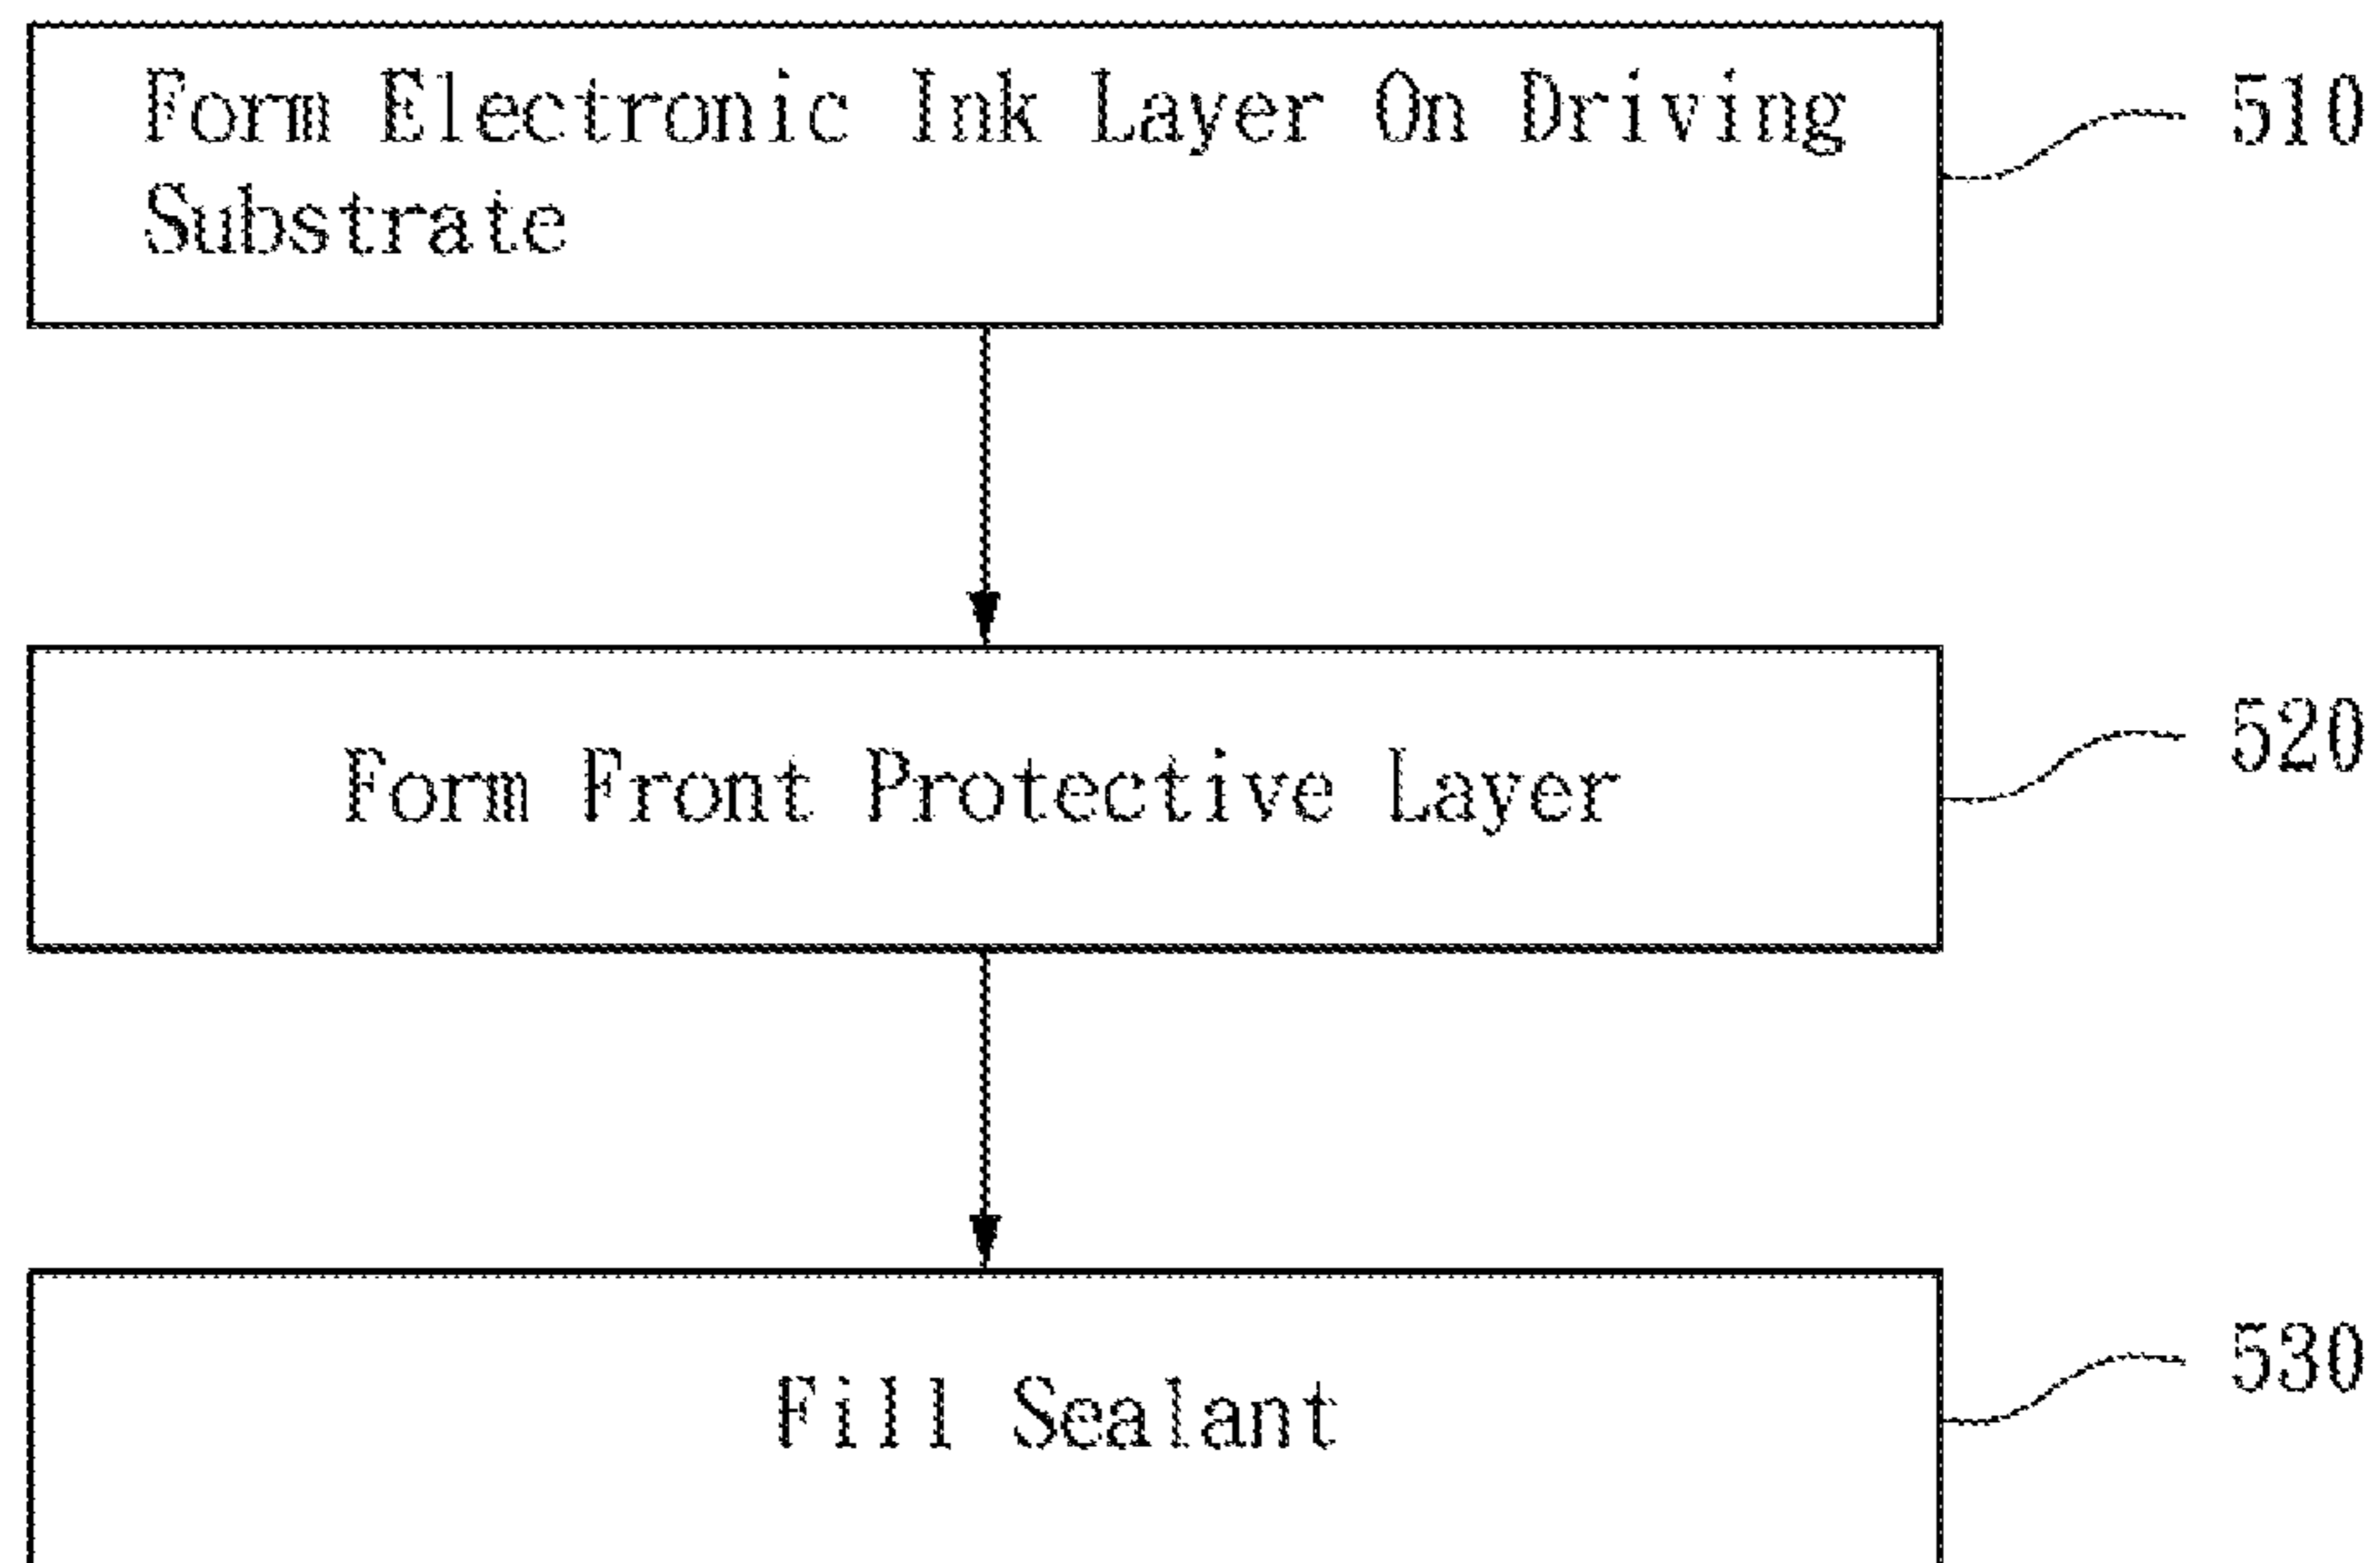 Form Electronic Ink Layer On Driving
Substrate
510
Form Front Protective Layer
520
Fill Sealant
530